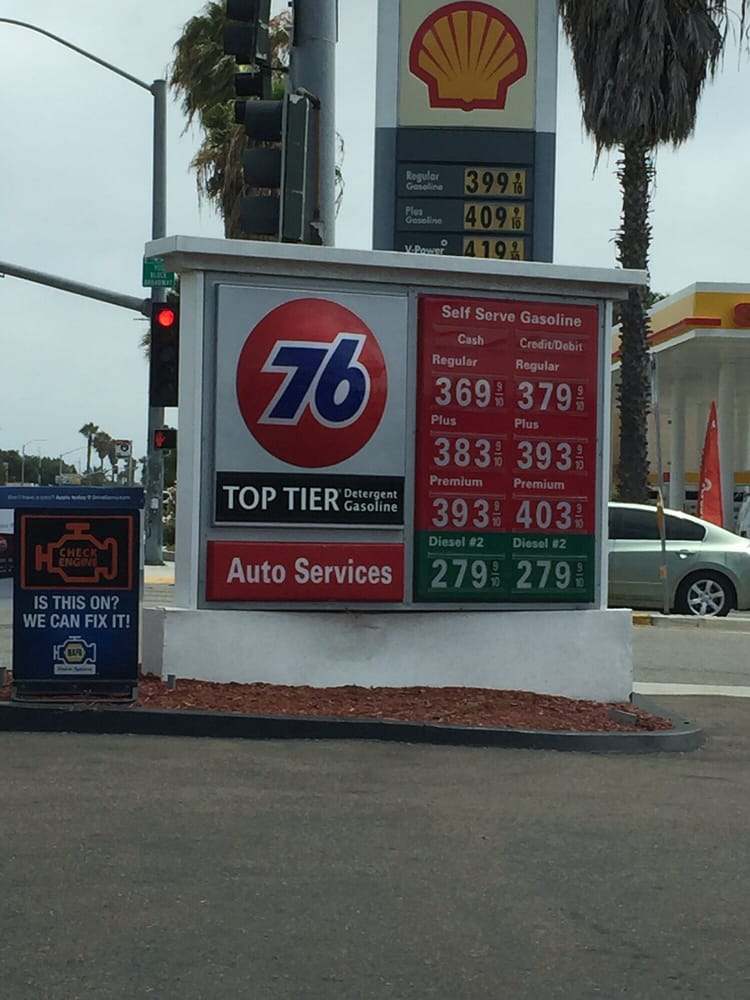 Regular
Gasoline
399 9/10
Plus
Gasoline
409 9/10
V-Power
419 9/10
BLOCK
BROADWAY
76
TOP TIER Detergent
Gasoline
Auto Services
Self Serve Gasoline
Cash Credit/Debit
Regular Regular
369 9/10 379 9/10
Plus Plus
383 9/10 393 9/10
Premium Premium
393 9/10 403 9/10
Diesel #2 Diesel #2
279 9/10 279 9/10
CHECK
ENGINE
IS THIS ON?
WE CAN FIX IT!
NAPA